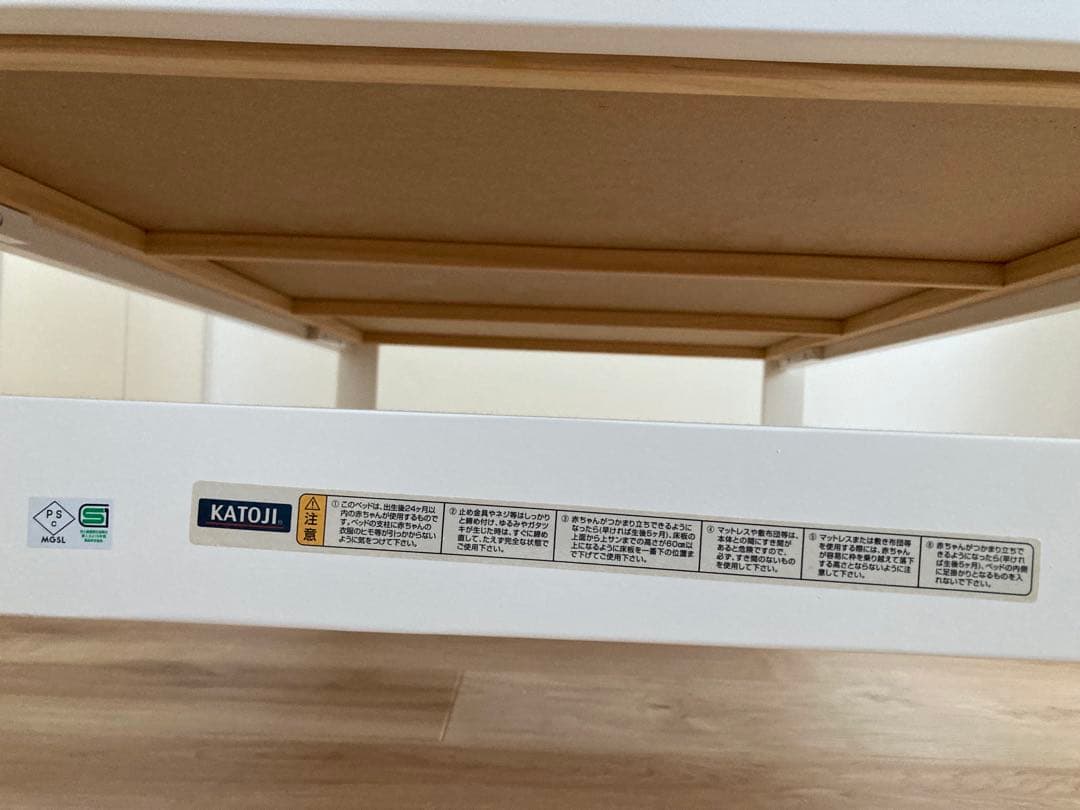 PS
C
MGSL
KATOJI
注意
① このベッドは、出生後24ヶ月以
内の赤ちゃんが使用するもので
す。ベッドの支柱に赤ちゃんの
衣服のヒモ等が引っかからない
ように気をつけて下さい。
② 止め金具やネジ等はしっかり
と締め付け、ゆるみやガタツ
キが生じた時は、すぐに締め
直して、たえず完全な状態で
ご使用下さい。
③ 赤ちゃんがつかまり立ちできるように
なったら(早ければ生後5ヶ月)、床板の
上面から上サンまでの高さが60cm以
上になるように床板を一番下の位置ま
で下げてご使用下さい。
④ マットレスや敷布団等は、
本体との間にすき間が
あると危険ですので、
必ず、すき間のないもの
を使用して下さい。
⑤ マットレスまたは敷き布団等
を使用する際には、赤ちゃん
が容易に枠を乗り越えて落下
する高さとならないように注
意して下さい。
⑥ 赤ちゃんがつかまり立ちで
きるようになったら(早けれ
ば生後5ヶ月)、ベッドの内側
に足掛かりとなるものを入
れないで下さい。